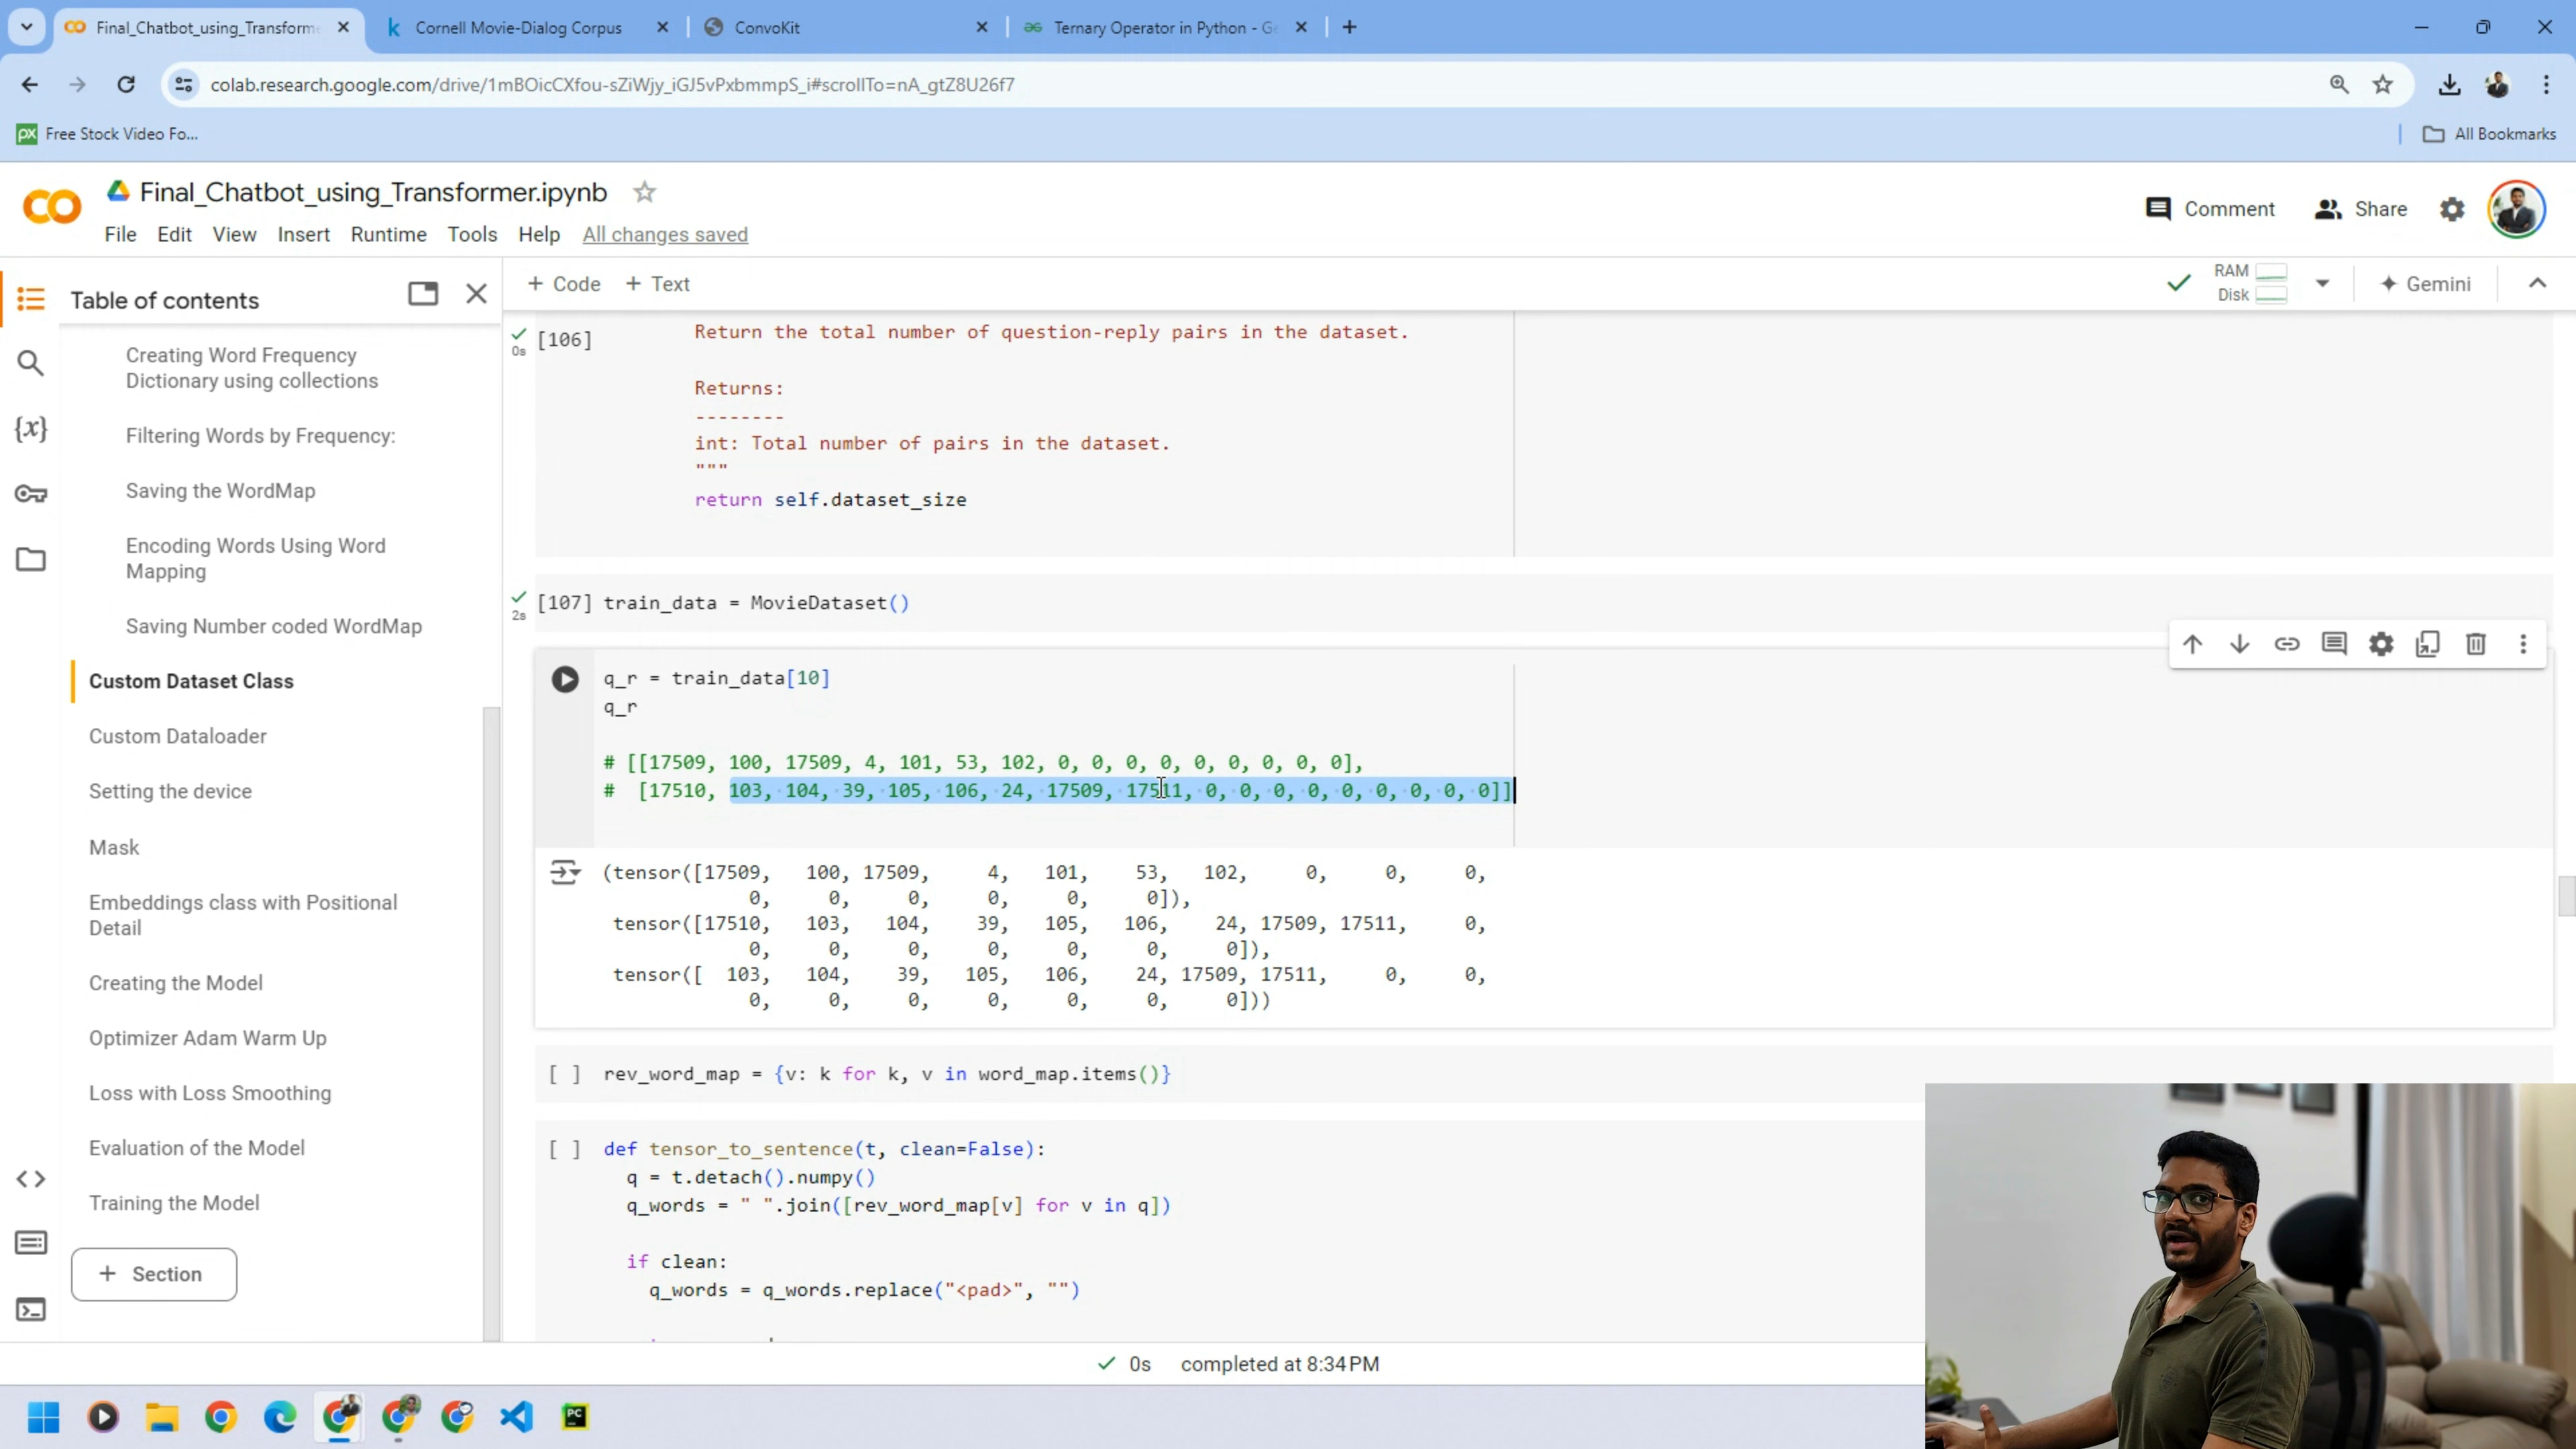 Final_Chatbot_using_Transforme
Cornell Movie-Dialog Corpus
ConvoKit
Ternary Operator in Python - Ge
colab.research.google.com/drive/1mBOicCXfou-sZiWjy_iGJ5vPxbmmpS_i#scrollTo=nA_gtZ8U26f7
px Free Stock Video Fo...
All Bookmarks
Final_Chatbot_using_Transformer.ipynb
Comment
Share
File Edit View Insert Runtime Tools Help All changes saved
Table of contents
+ Code + Text
RAM
Disk
Gemini
Creating Word Frequency
Dictionary using collections
Filtering Words by Frequency:
Saving the WordMap
Encoding Words Using Word
Mapping
Saving Number coded WordMap
Custom Dataset Class
Custom Dataloader
Setting the device
Mask
Embeddings class with Positional
Detail
Creating the Model
Optimizer Adam Warm Up
Loss with Loss Smoothing
Evaluation of the Model
Training the Model
+ Section
{x}
<>
0s
[106]
Return the total number of question-reply pairs in the dataset.
Returns:
--------
int: Total number of pairs in the dataset.
"""
return self.dataset_size
2s
[107] train_data = MovieDataset()
q_r = train_data[10]
q_r
# [[17509, 100, 17509, 4, 101, 53, 102, 0, 0, 0, 0, 0, 0, 0, 0, 0],
# [17510, 103, 104, 39, 105, 106, 24, 17509, 17511, 0, 0, 0, 0, 0, 0, 0, 0, 0]]
(tensor([17509, 100, 17509, 4, 101, 53, 102, 0, 0, 0,
0, 0, 0, 0, 0, 0]),
tensor([17510, 103, 104, 39, 105, 106, 24, 17509, 17511, 0,
0, 0, 0, 0, 0, 0, 0]),
tensor([ 103, 104, 39, 105, 106, 24, 17509, 17511, 0, 0,
0, 0, 0, 0, 0, 0, 0]))
[ ] rev_word_map = {v: k for k, v in word_map.items()}
[ ] def tensor_to_sentence(t, clean=False):
q = t.detach().numpy()
q_words = " ".join([rev_word_map[v] for v in q])
if clean:
q_words = q_words.replace("<pad>", "")
0s completed at 8:34 PM
PC